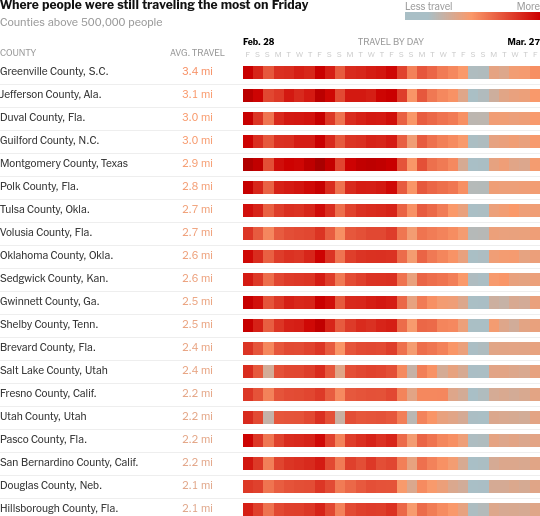 Where people were still traveling the most on Friday
Counties above 500,000 people
Less travel More
Feb. 28 TRAVEL BY DAY Mar. 27
COUNTY AVG. TRAVEL F S S M T W T F S S M T W T F S S M T W T F S S M T W T F
Greenville County, S.C. 3.4 mi
Jefferson County, Ala. 3.1 mi
Duval County, Fla. 3.0 mi
Guilford County, N.C. 3.0 mi
Montgomery County, Texas 2.9 mi
Polk County, Fla. 2.8 mi
Tulsa County, Okla. 2.7 mi
Volusia County, Fla. 2.7 mi
Oklahoma County, Okla. 2.6 mi
Sedgwick County, Kan. 2.6 mi
Gwinnett County, Ga. 2.5 mi
Shelby County, Tenn. 2.5 mi
Brevard County, Fla. 2.4 mi
Salt Lake County, Utah 2.4 mi
Fresno County, Calif. 2.2 mi
Utah County, Utah 2.2 mi
Pasco County, Fla. 2.2 mi
San Bernardino County, Calif. 2.2 mi
Douglas County, Neb. 2.1 mi
Hillsborough County, Fla. 2.1 mi